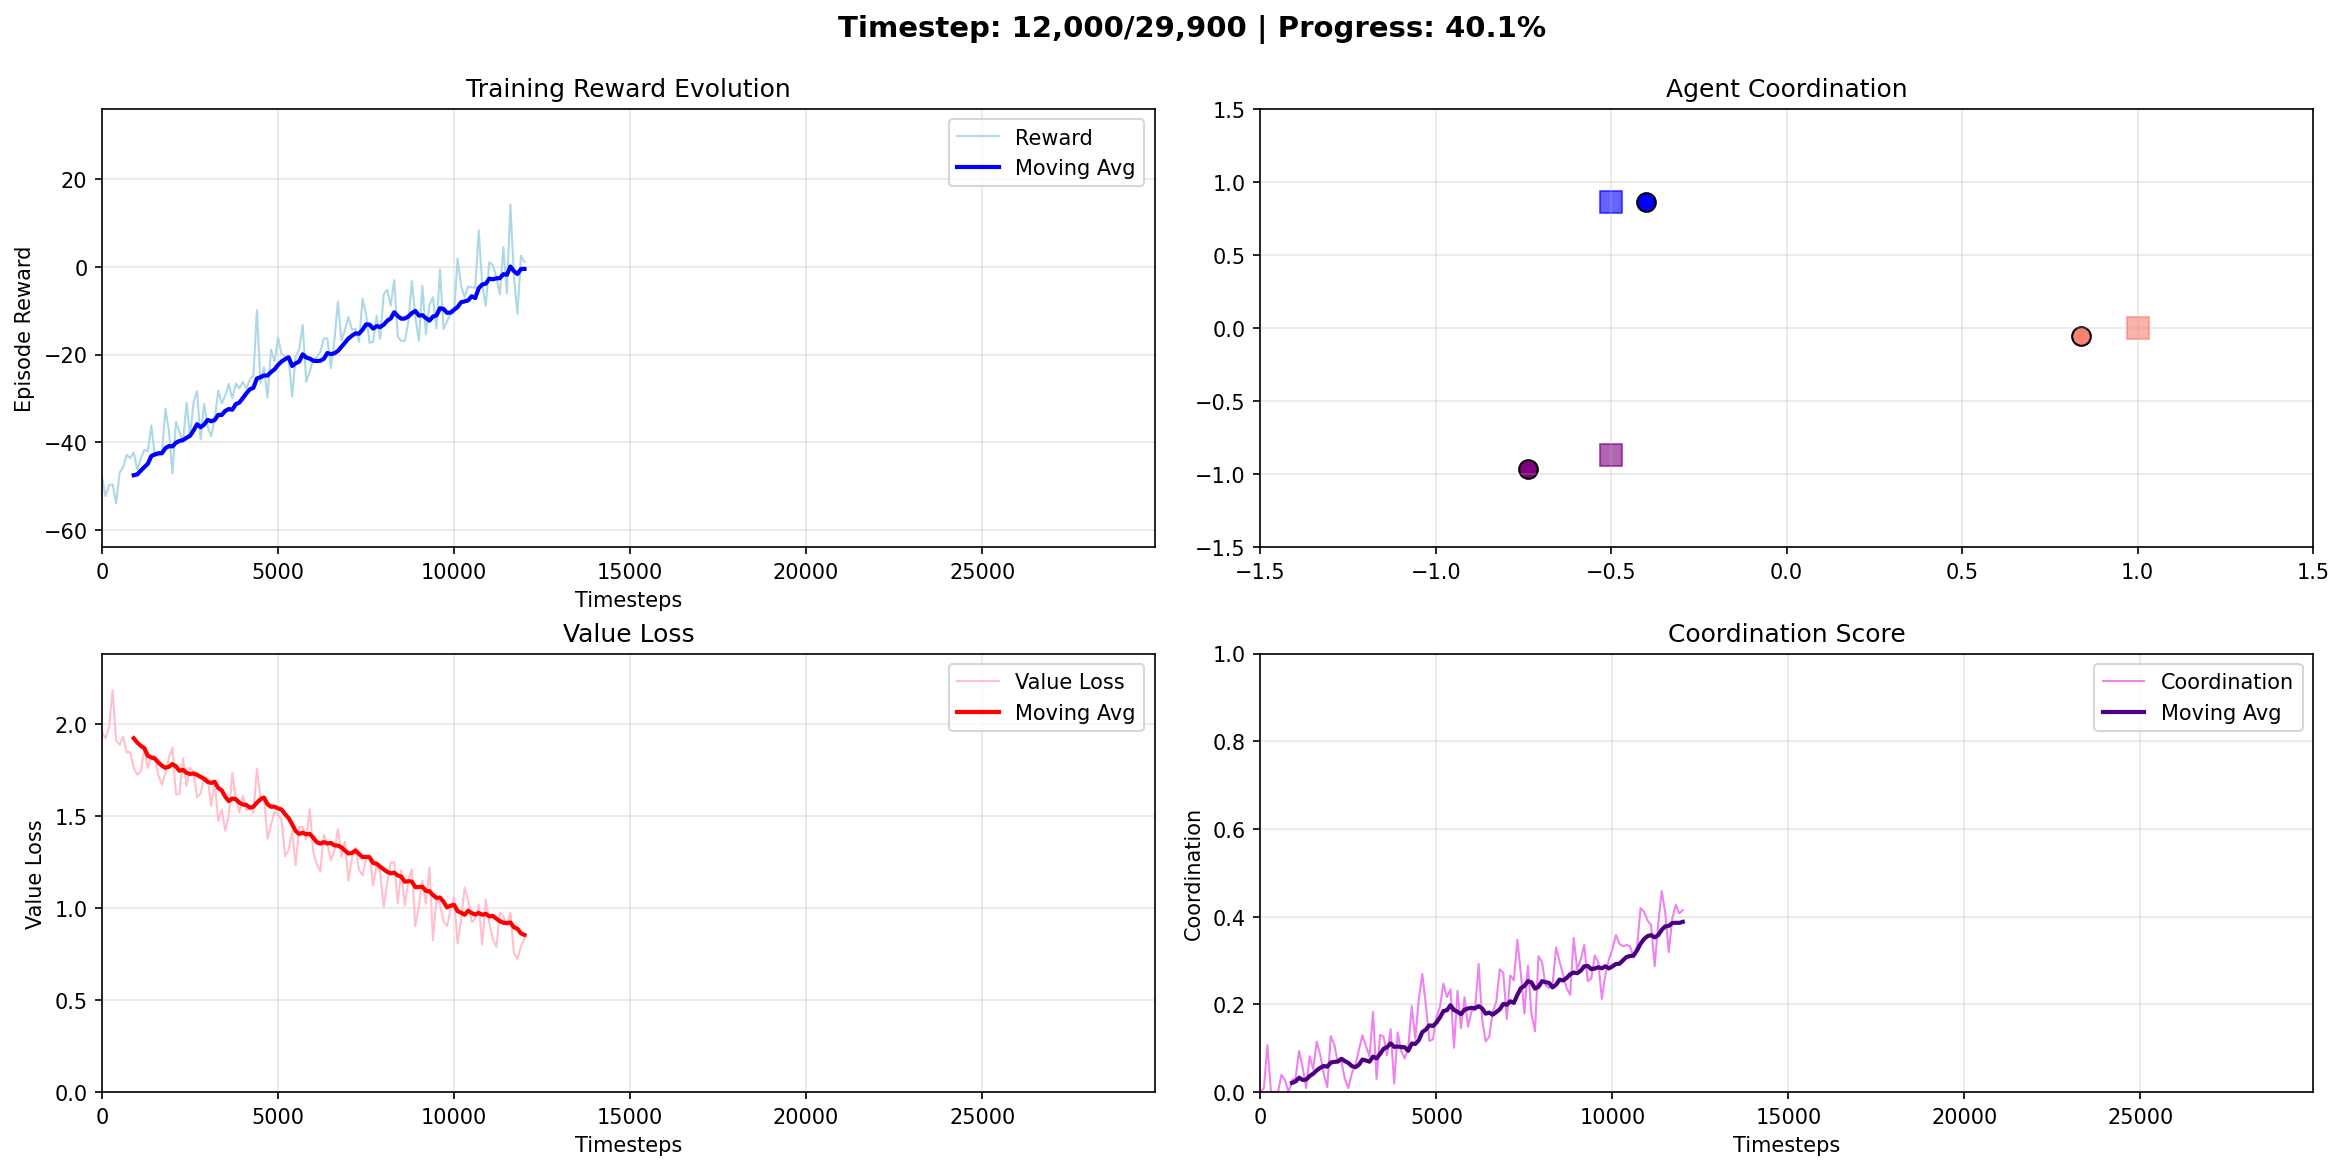 Timestep: 12,000/29,900 | Progress: 40.1%
Training Reward Evolution
Reward
Moving Avg
Episode Reward
20
0
−20
−40
−60
0 5000 10000 15000 20000 25000
Timesteps
Agent Coordination
1.5
1.0
0.5
0.0
−0.5
−1.0
−1.5
−1.5 −1.0 −0.5 0.0 0.5 1.0 1.5
Value Loss
Value Loss
Moving Avg
Value Loss
2.0
1.5
1.0
0.5
0.0
0 5000 10000 15000 20000 25000
Timesteps
Coordination Score
Coordination
Moving Avg
Coordination
1.0
0.8
0.6
0.4
0.2
0.0
0 5000 10000 15000 20000 25000
Timesteps